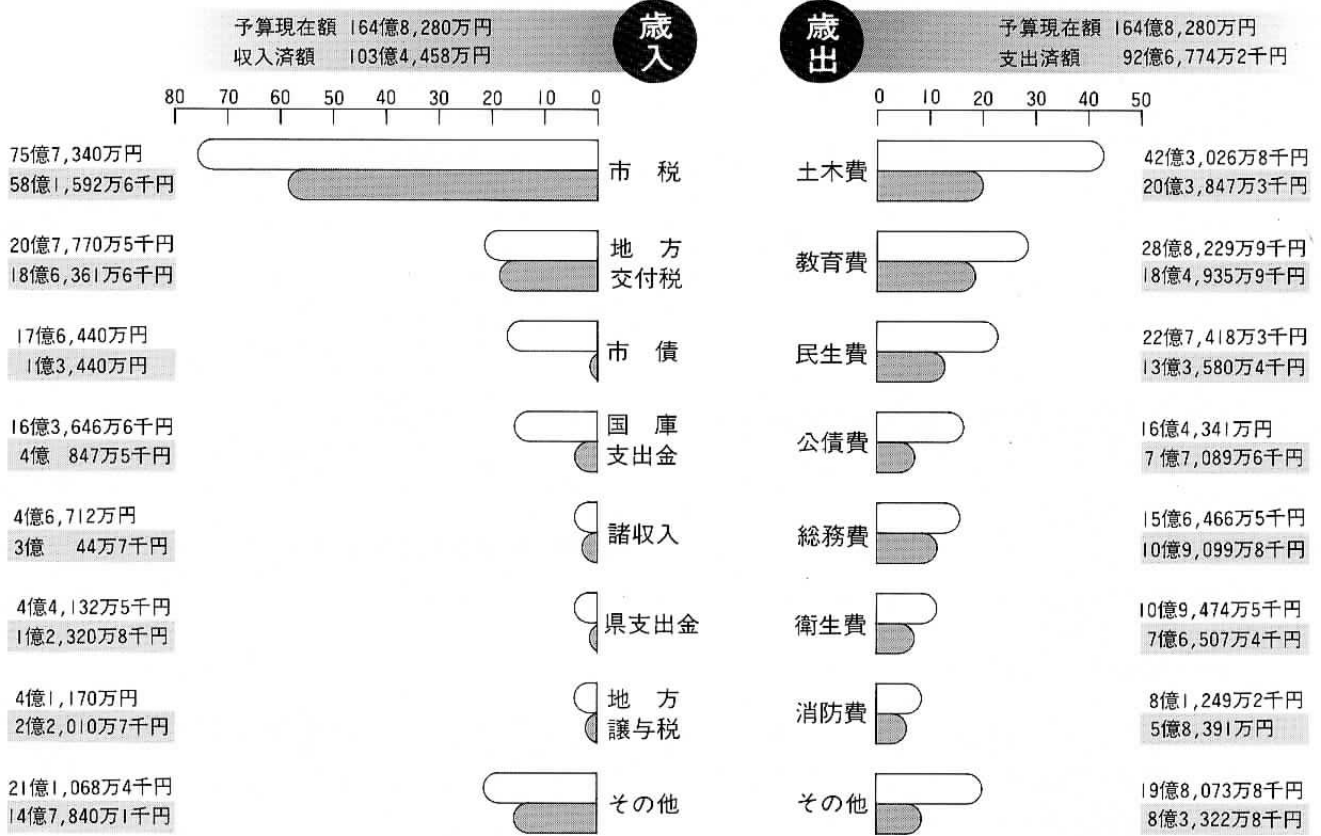 予算現在額 164億8,280万円
収入済額 103億4,458万円
歳入
80 70 60 50 40 30 20 10 0
75億7,340万円
58億1,592万6千円
市税
20億7,770万5千円
18億6,361万6千円
地方
交付税
17億6,440万円
1億3,440万円
市債
16億3,646万6千円
4億 847万5千円
国庫
支出金
4億6,712万円
3億 44万7千円
諸収入
4億4,132万5千円
1億2,320万8千円
県支出金
4億1,170万円
2億2,010万7千円
地方
譲与税
21億1,068万4千円
14億7,840万1千円
その他
歳出
予算現在額 164億8,280万円
支出済額 92億6,774万2千円
0 10 20 30 40 50
土木費
42億3,026万8千円
20億3,847万3千円
教育費
28億8,229万9千円
18億4,935万9千円
民生費
22億7,418万3千円
13億3,580万4千円
公債費
16億4,341万円
7億7,089万6千円
総務費
15億6,466万5千円
10億9,099万8千円
衛生費
10億9,474万5千円
7億6,507万4千円
消防費
8億1,249万2千円
5億8,391万円
その他
19億8,073万8千円
8億3,322万8千円